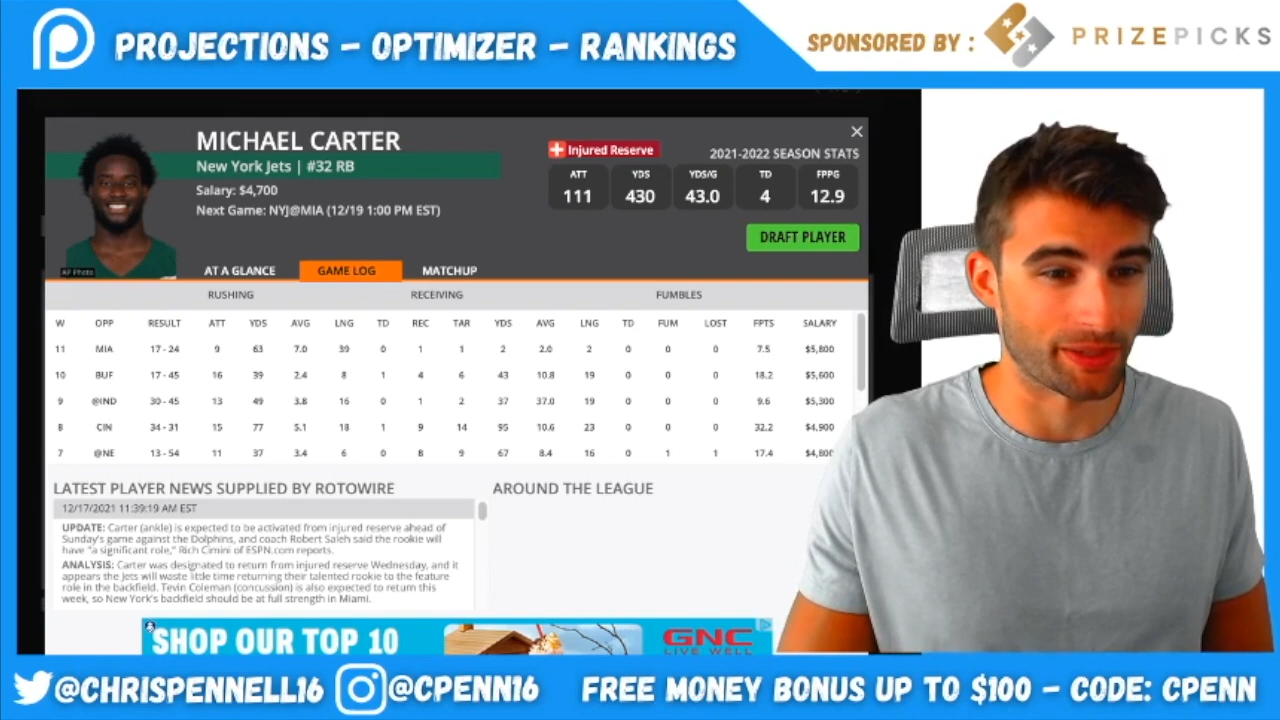 PROJECTIONS – OPTIMIZER – RANKINGS
SPONSORED BY : PRIZEPICKS
MICHAEL CARTER
New York Jets | #32 RB
Salary: $4,700
Next Game: NYJ@MIA (12/19 1:00 PM EST)
Injured Reserve
2021-2022 SEASON STATS
ATT YDS YDS/G TD FPPG
111 430 43.0 4 12.9
DRAFT PLAYER
AP Photo
AT A GLANCE GAME LOG MATCHUP
RUSHING RECEIVING FUMBLES
W OPP RESULT ATT YDS AVG LNG TD REC TAR YDS AVG LNG TD FUM LOST FPTS SALARY
11 MIA 17 - 24 9 63 7.0 39 0 1 1 2 2.0 2 0 0 0 7.5 $5,800
10 BUF 17 - 45 16 39 2.4 8 1 4 6 43 10.8 19 0 0 0 18.2 $5,600
9 @IND 30 - 45 13 49 3.8 16 0 1 2 37 37.0 19 0 0 0 9.6 $5,300
8 CIN 34 - 31 15 77 5.1 18 1 9 14 95 10.6 23 0 0 0 32.2 $4,900
7 @NE 13 - 54 11 37 3.4 6 0 8 9 67 8.4 16 0 1 1 17.4 $4,800
LATEST PLAYER NEWS SUPPLIED BY ROTOWIRE
AROUND THE LEAGUE
12/17/2021 11:39:19 AM EST
UPDATE: Carter (ankle) is expected to be activated from injured reserve ahead of
Sunday's game against the Dolphins, and coach Robert Saleh said the rookie will
have "a significant role," Rich Cimini of ESPN.com reports.
ANALYSIS: Carter was designated to return from injured reserve Wednesday, and it
appears the Jets will waste little time returning their talented rookie to the feature
role in the backfield. Tevin Coleman (concussion) is also expected to return this
week, so New York's backfield should be at full strength in Miami.
SHOP OUR TOP 10
GNC
LIVE WELL
@CHRISPENNELL16 @CPENN16 FREE MONEY BONUS UP TO $100 – CODE: CPENN